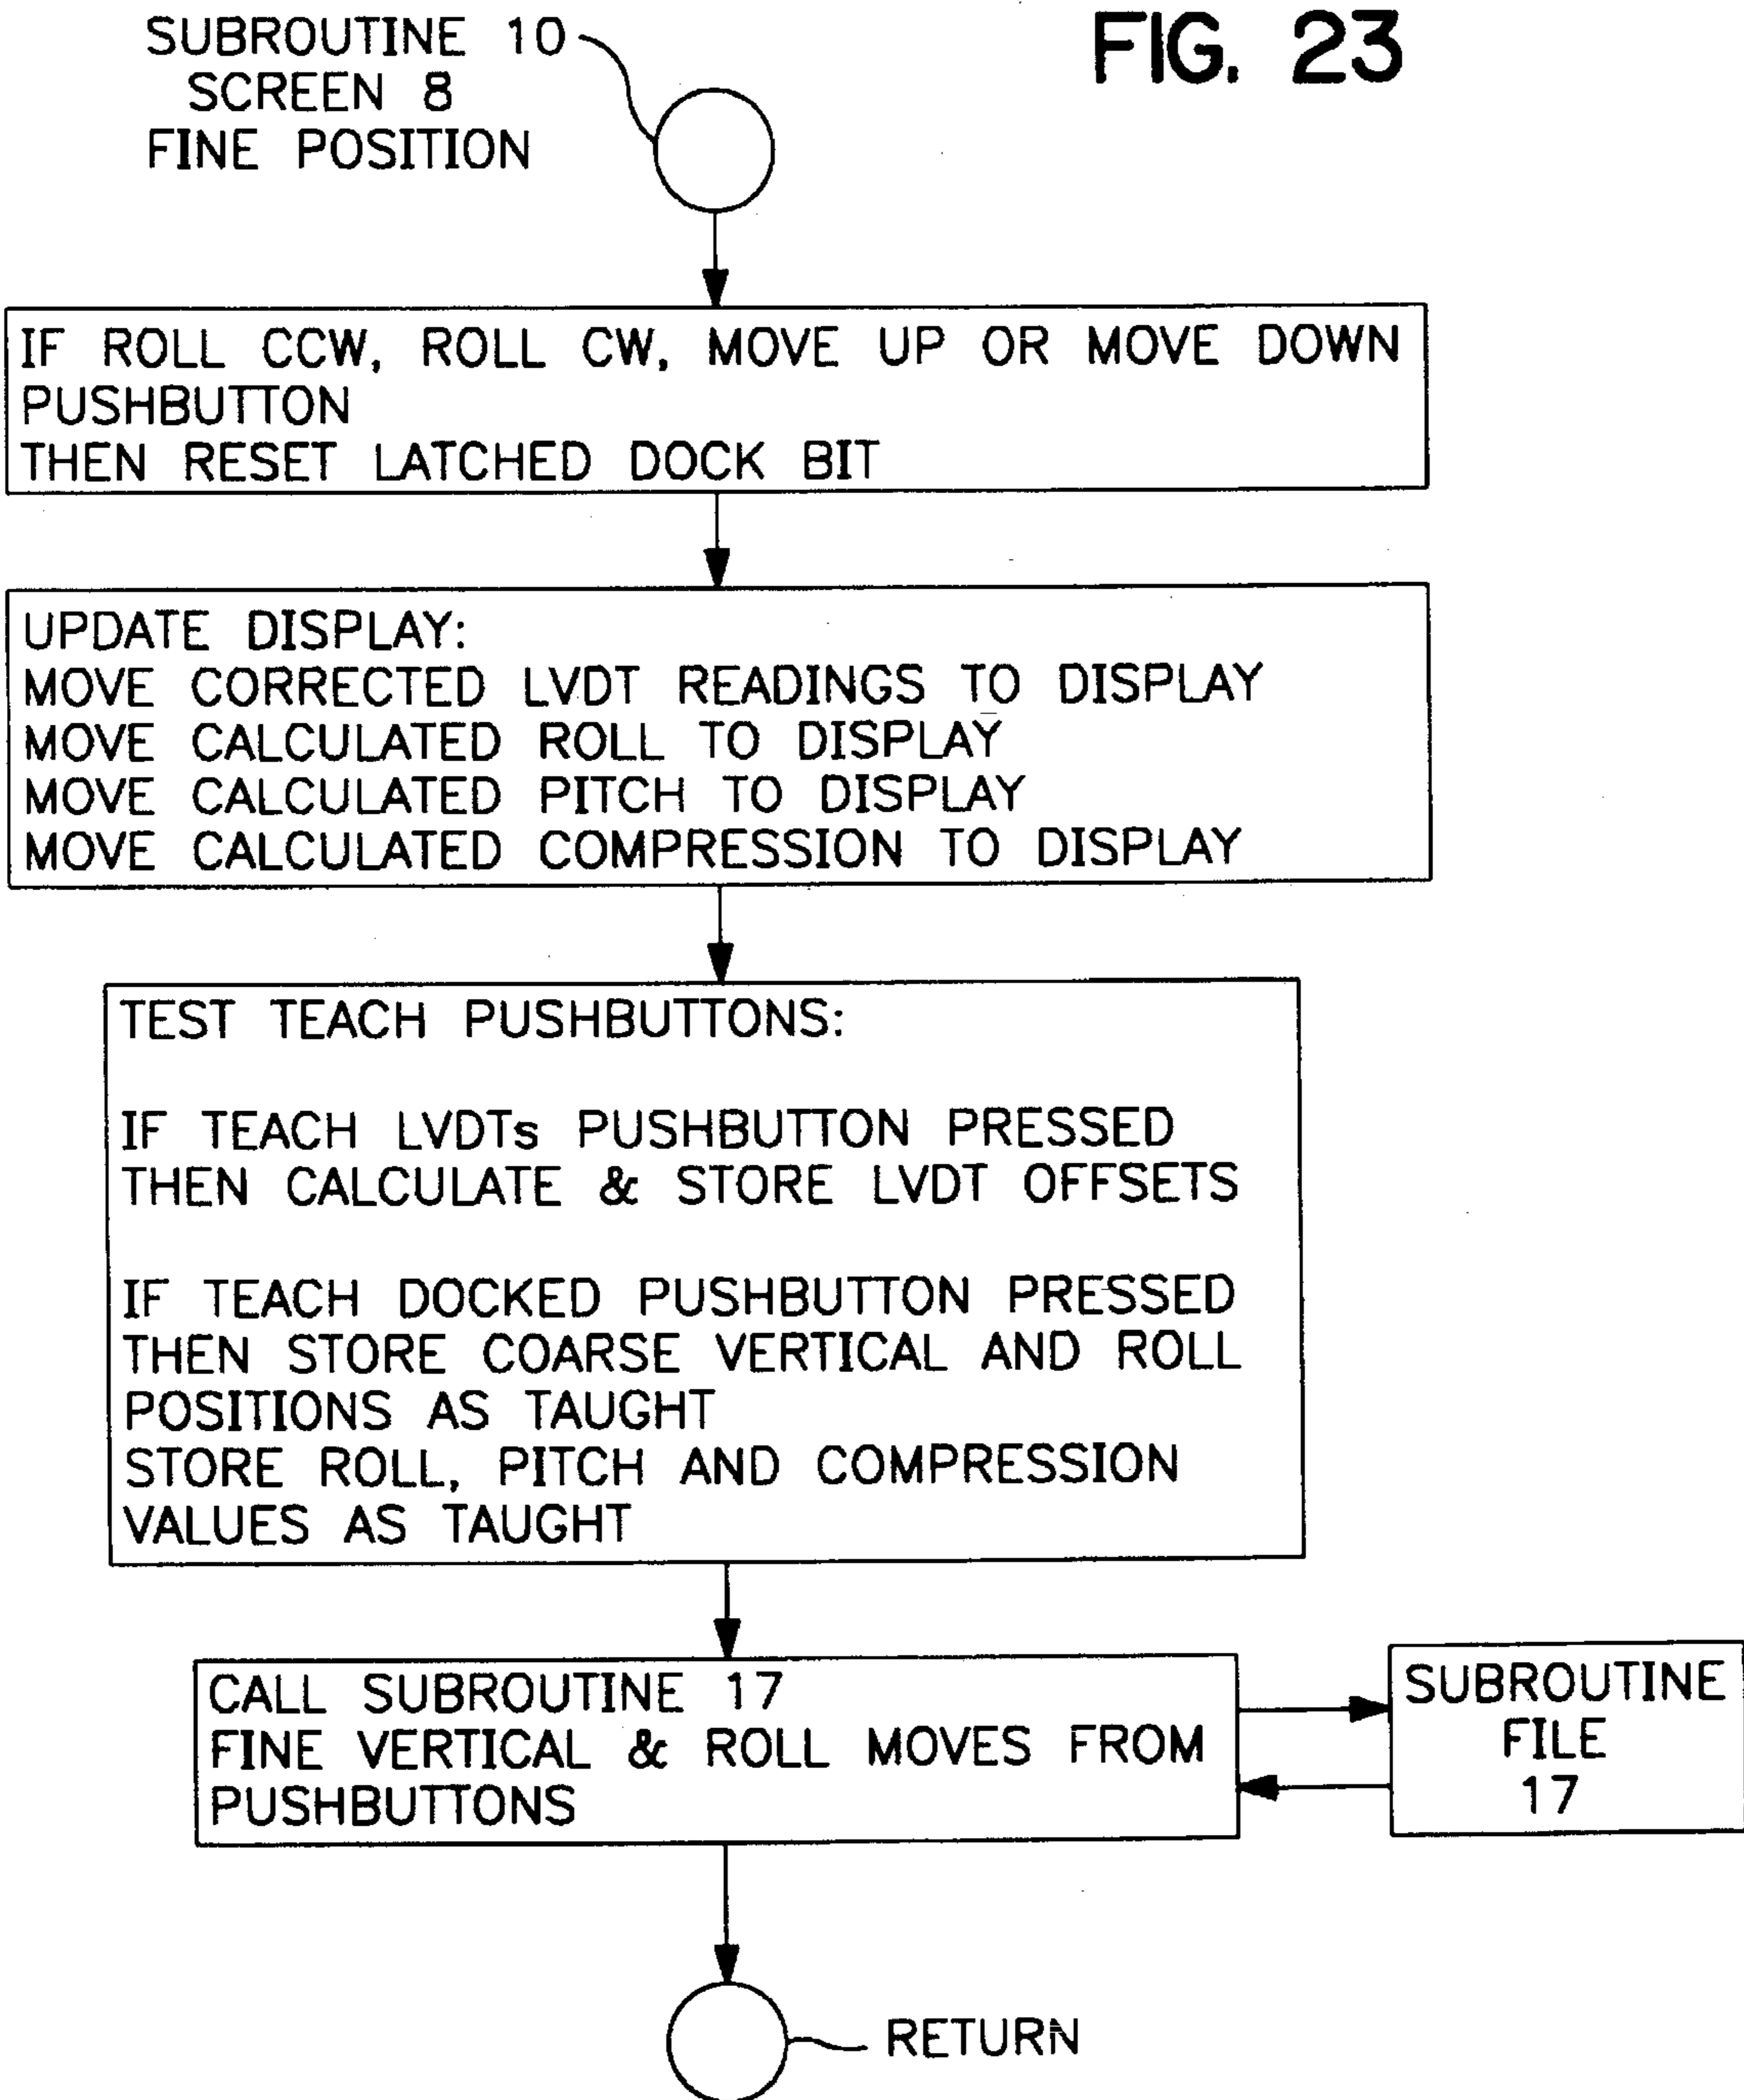 SUBROUTINE 10
SCREEN 8
FINE POSITION
FIG. 23
IF ROLL CCW, ROLL CW, MOVE UP OR MOVE DOWN
PUSHBUTTON
THEN RESET LATCHED DOCK BIT
UPDATE DISPLAY:
MOVE CORRECTED LVDT READINGS TO DISPLAY
MOVE CALCULATED ROLL TO DISPLAY
MOVE CALCULATED PITCH TO DISPLAY
MOVE CALCULATED COMPRESSION TO DISPLAY
TEST TEACH PUSHBUTTONS:
IF TEACH LVDTs PUSHBUTTON PRESSED
THEN CALCULATE & STORE LVDT OFFSETS
IF TEACH DOCKED PUSHBUTTON PRESSED
THEN STORE COARSE VERTICAL AND ROLL
POSITIONS AS TAUGHT
STORE ROLL, PITCH AND COMPRESSION
VALUES AS TAUGHT
CALL SUBROUTINE 17
FINE VERTICAL & ROLL MOVES FROM
PUSHBUTTONS
SUBROUTINE
FILE
17
RETURN